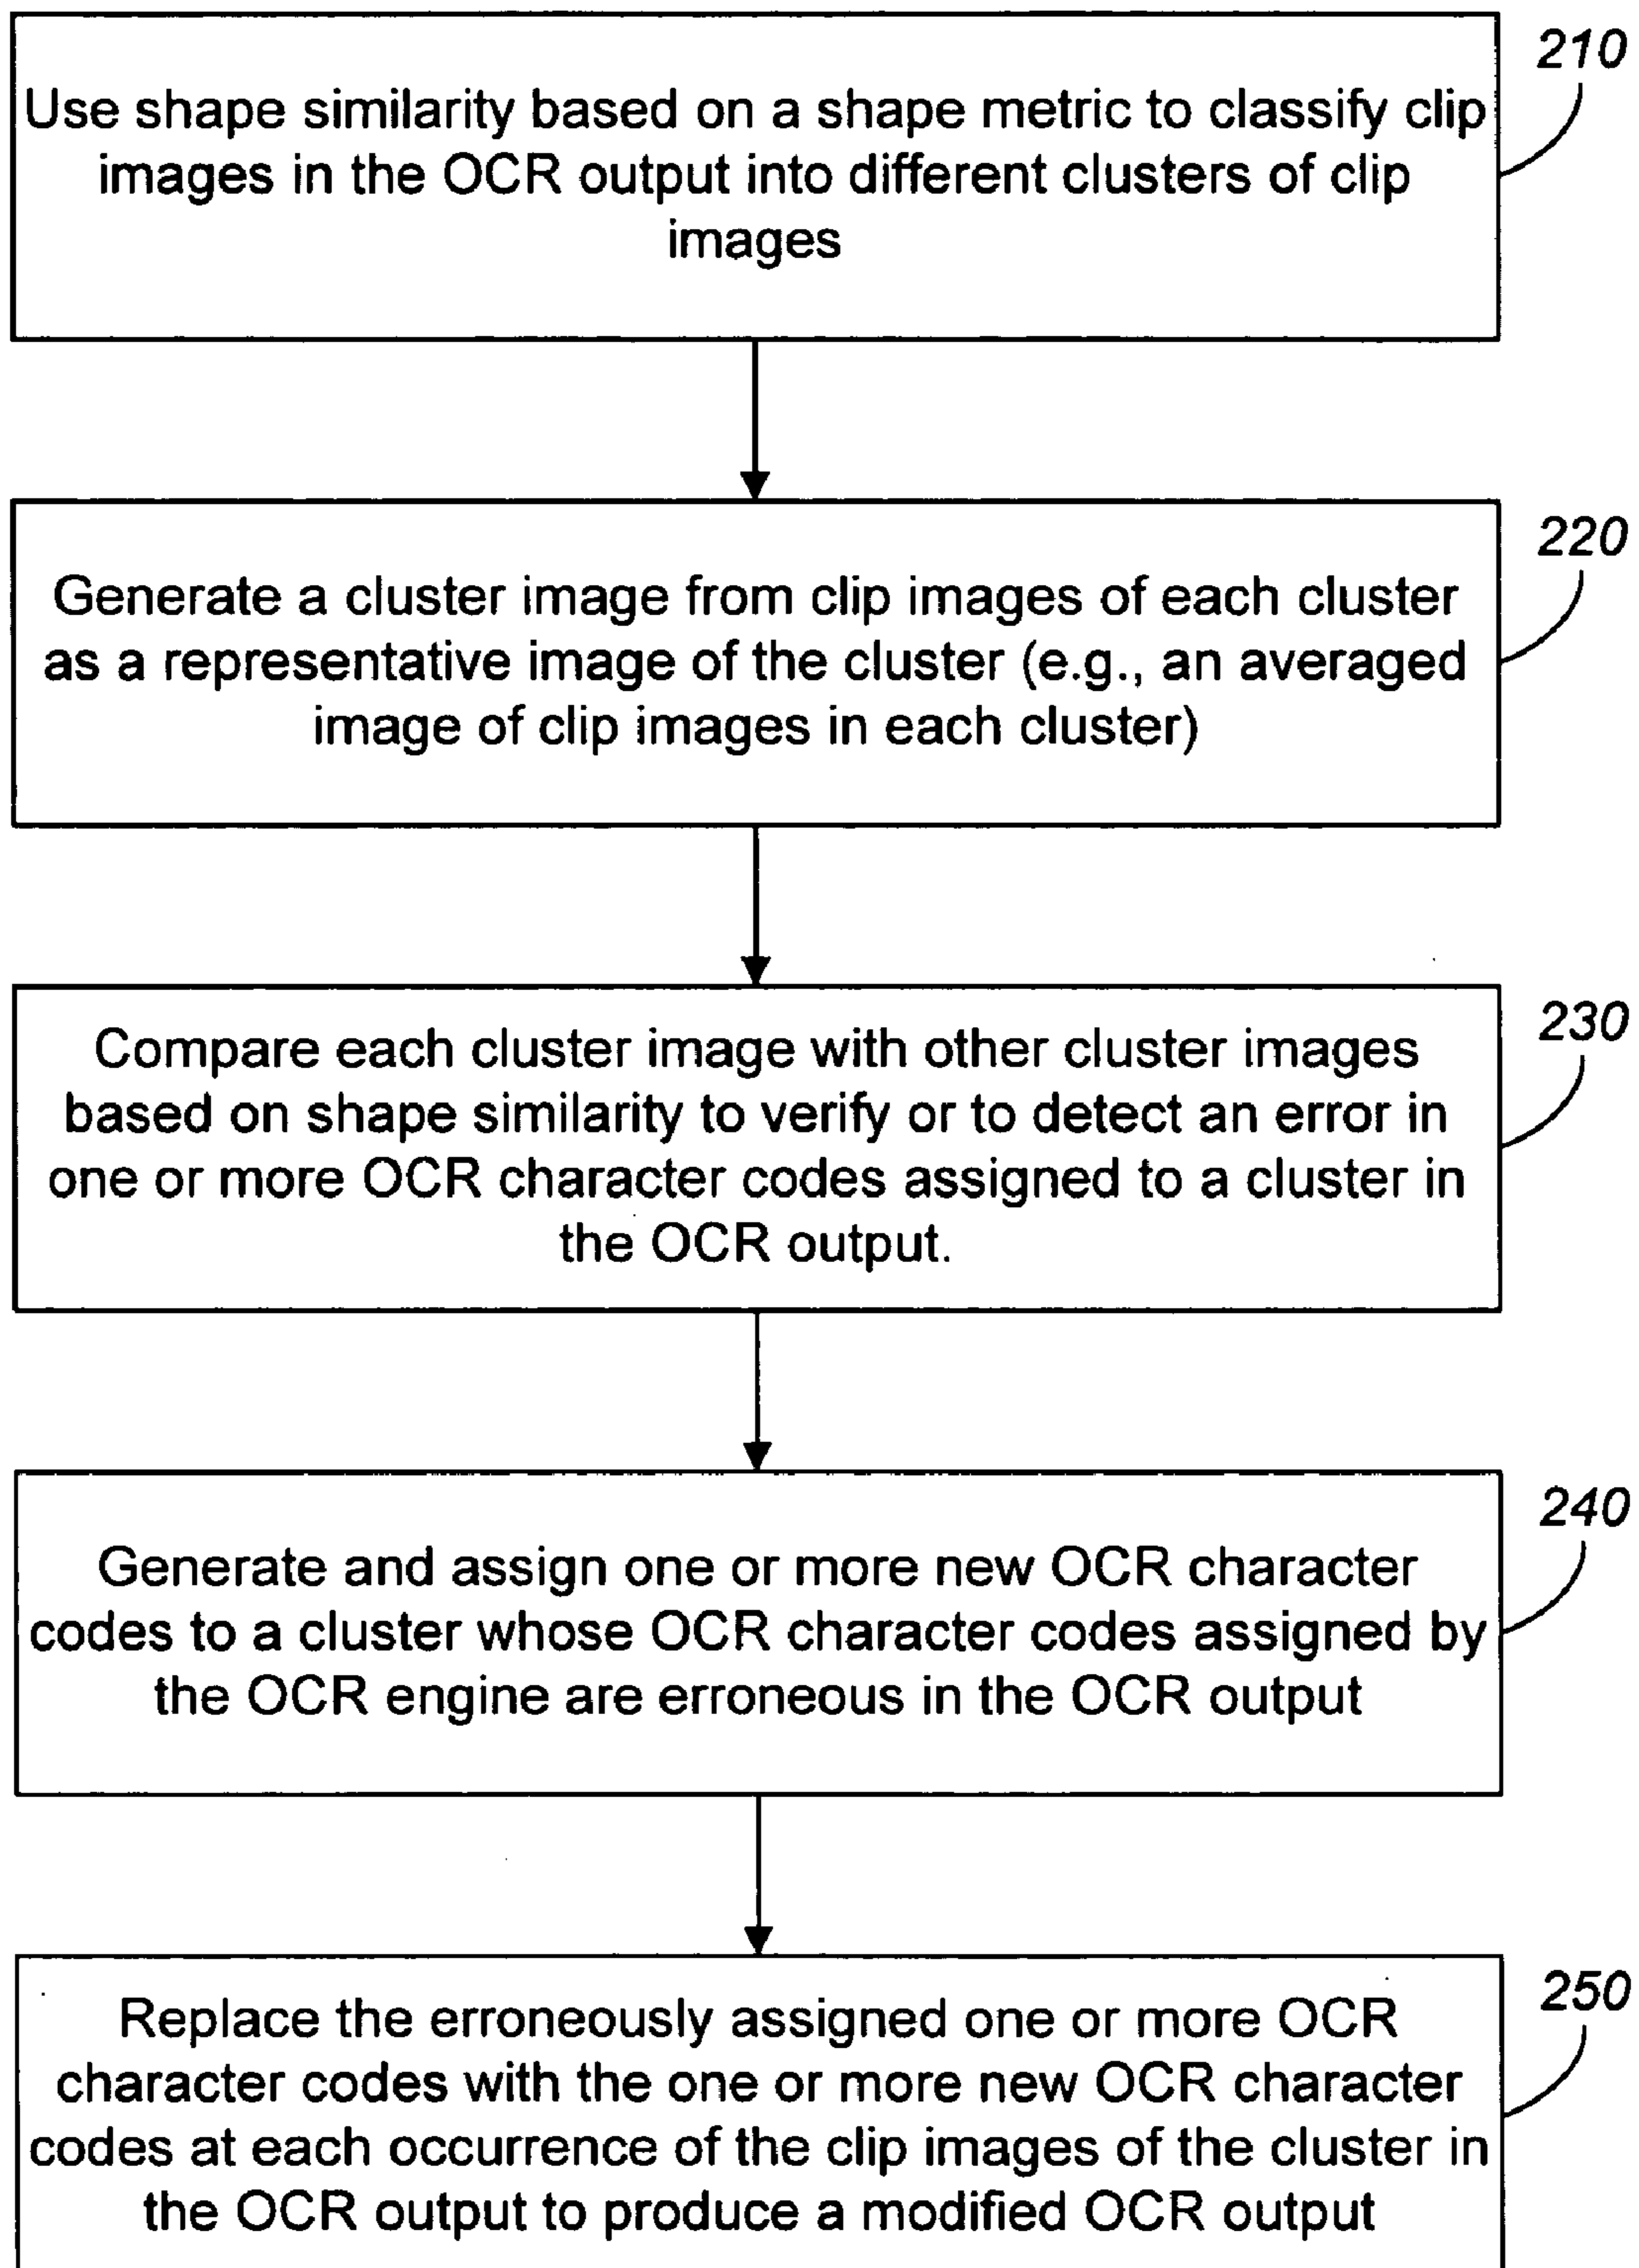 210
Use shape similarity based on a shape metric to classify clip
images in the OCR output into different clusters of clip
images
220
Generate a cluster image from clip images of each cluster
as a representative image of the cluster (e.g., an averaged
image of clip images in each cluster)
230
Compare each cluster image with other cluster images
based on shape similarity to verify or to detect an error in
one or more OCR character codes assigned to a cluster in
the OCR output.
240
Generate and assign one or more new OCR character
codes to a cluster whose OCR character codes assigned by
the OCR engine are erroneous in the OCR output
250
Replace the erroneously assigned one or more OCR
character codes with the one or more new OCR character
codes at each occurrence of the clip images of the cluster in
the OCR output to produce a modified OCR output